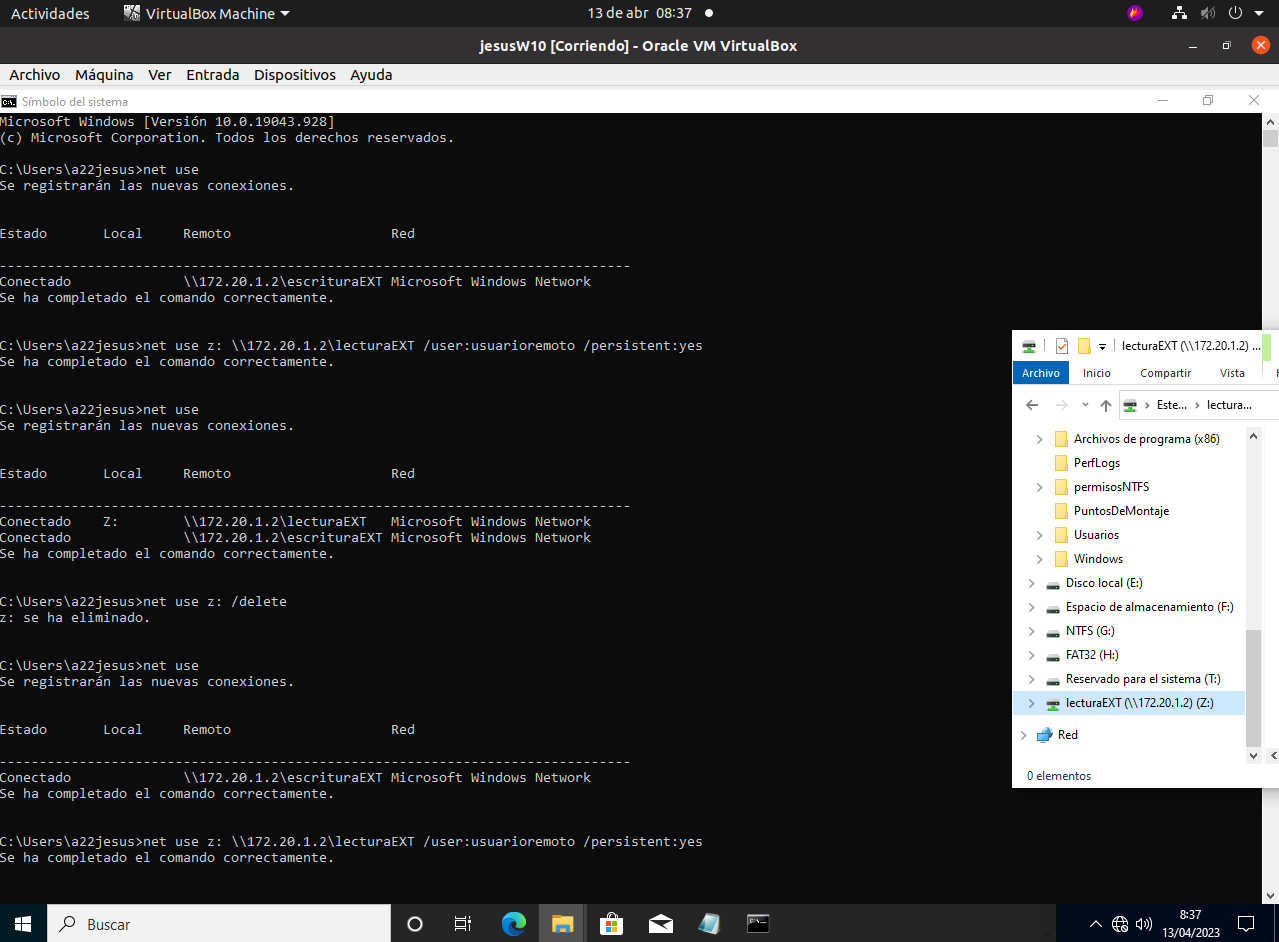 Actividades VirtualBox Machine 13 de abr 08:37
jesusW10 [Corriendo] - Oracle VM VirtualBox
Archivo Máquina Ver Entrada Dispositivos Ayuda
Símbolo del sistema
Microsoft Windows [Versión 10.0.19043.928]
(c) Microsoft Corporation. Todos los derechos reservados.
C:\Users\a22jesus>net use
Se registrarán las nuevas conexiones.
Estado Local Remoto Red
-------------------------------------------------------------------------------
Conectado \\172.20.1.2\escrituraEXT Microsoft Windows Network
Se ha completado el comando correctamente.
C:\Users\a22jesus>net use z: \\172.20.1.2\lecturaEXT /user:usuarioremoto /persistent:yes
Se ha completado el comando correctamente.
C:\Users\a22jesus>net use
Se registrarán las nuevas conexiones.
Estado Local Remoto Red
-------------------------------------------------------------------------------
Conectado Z: \\172.20.1.2\lecturaEXT Microsoft Windows Network
Conectado \\172.20.1.2\escrituraEXT Microsoft Windows Network
Se ha completado el comando correctamente.
C:\Users\a22jesus>net use z: /delete
z: se ha eliminado.
C:\Users\a22jesus>net use
Se registrarán las nuevas conexiones.
Estado Local Remoto Red
-------------------------------------------------------------------------------
Conectado \\172.20.1.2\escrituraEXT Microsoft Windows Network
Se ha completado el comando correctamente.
C:\Users\a22jesus>net use z: \\172.20.1.2\lecturaEXT /user:usuarioremoto /persistent:yes
Se ha completado el comando correctamente.
lecturaEXT (\\172.20.1.2) ...
Archivo Inicio Compartir Vista
Este... lectura...
Archivos de programa (x86)
PerfLogs
permisosNTFS
PuntosDeMontaje
Usuarios
Windows
Disco local (E:)
Espacio de almacenamiento (F:)
NTFS (G:)
FAT32 (H:)
Reservado para el sistema (T:)
lecturaEXT (\\172.20.1.2) (Z:)
Red
0 elementos
Buscar
8:37
13/04/2023